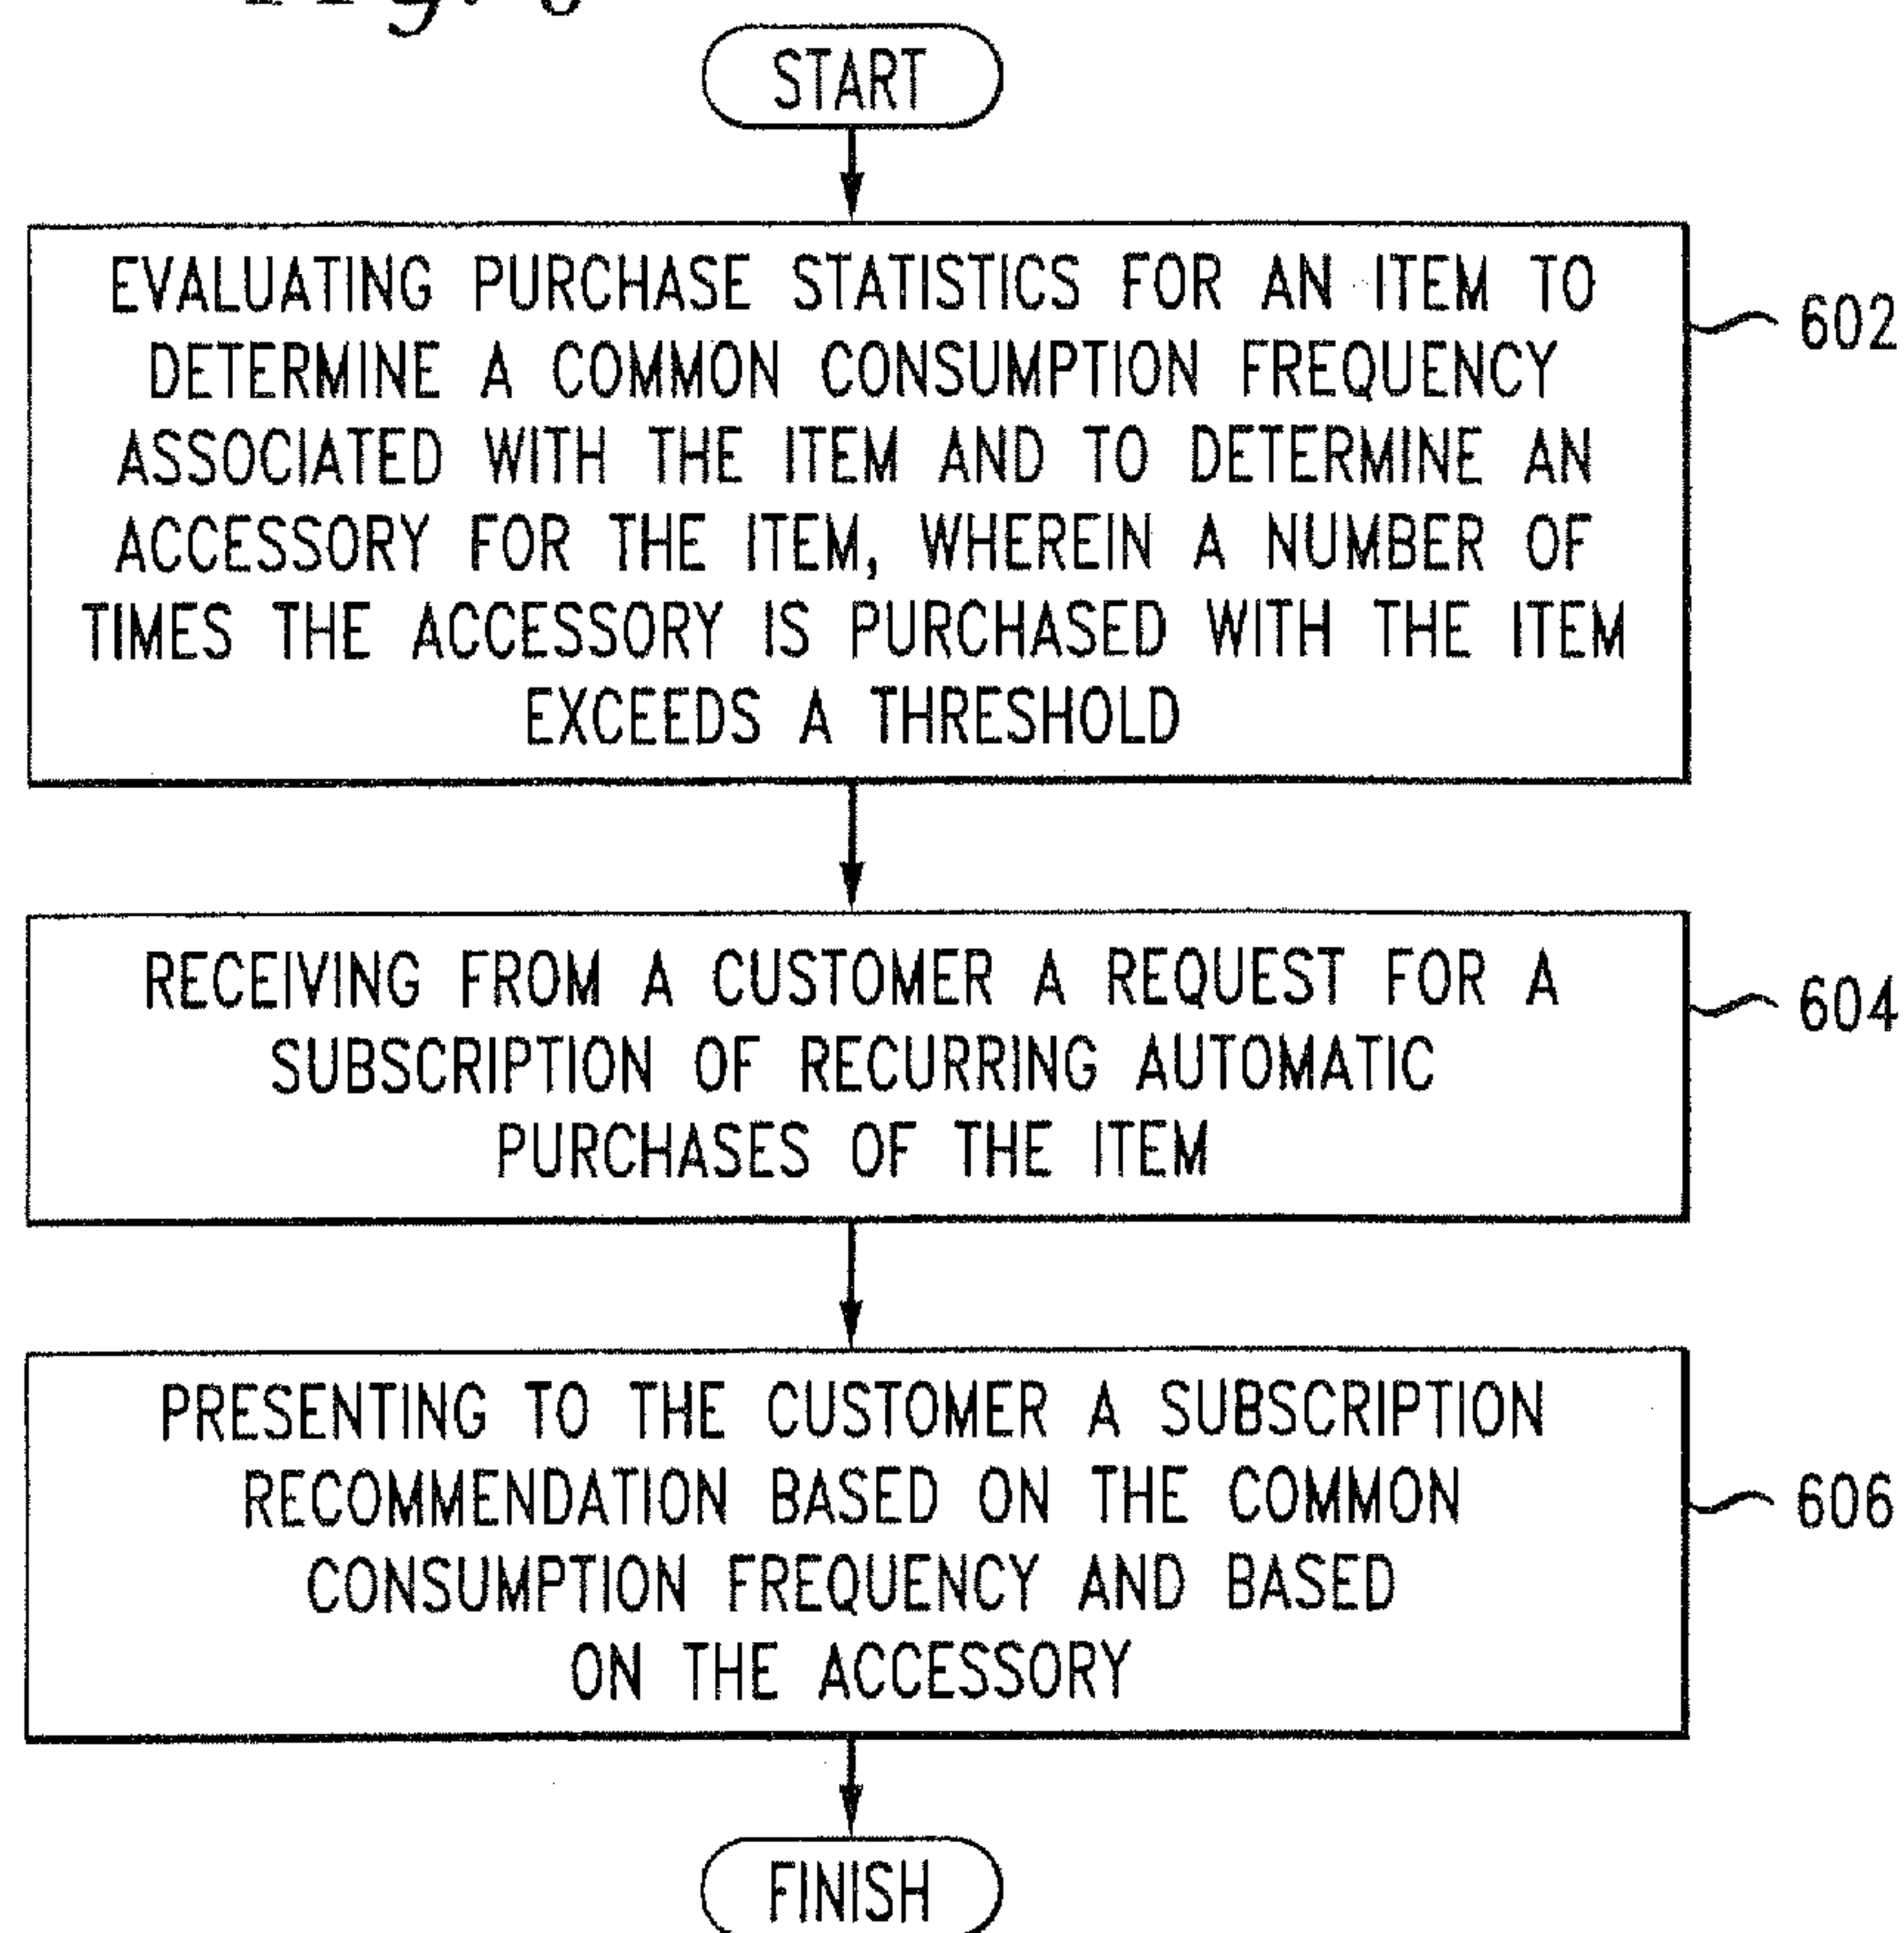 START
EVALUATING PURCHASE STATISTICS FOR AN ITEM TO
DETERMINE A COMMON CONSUMPTION FREQUENCY
ASSOCIATED WITH THE ITEM AND TO DETERMINE AN
ACCESSORY FOR THE ITEM, WHEREIN A NUMBER OF
TIMES THE ACCESSORY IS PURCHASED WITH THE ITEM
EXCEEDS A THRESHOLD
602
RECEIVING FROM A CUSTOMER A REQUEST FOR A
SUBSCRIPTION OF RECURRING AUTOMATIC
PURCHASES OF THE ITEM
604
PRESENTING TO THE CUSTOMER A SUBSCRIPTION
RECOMMENDATION BASED ON THE COMMON
CONSUMPTION FREQUENCY AND BASED
ON THE ACCESSORY
606
FINISH